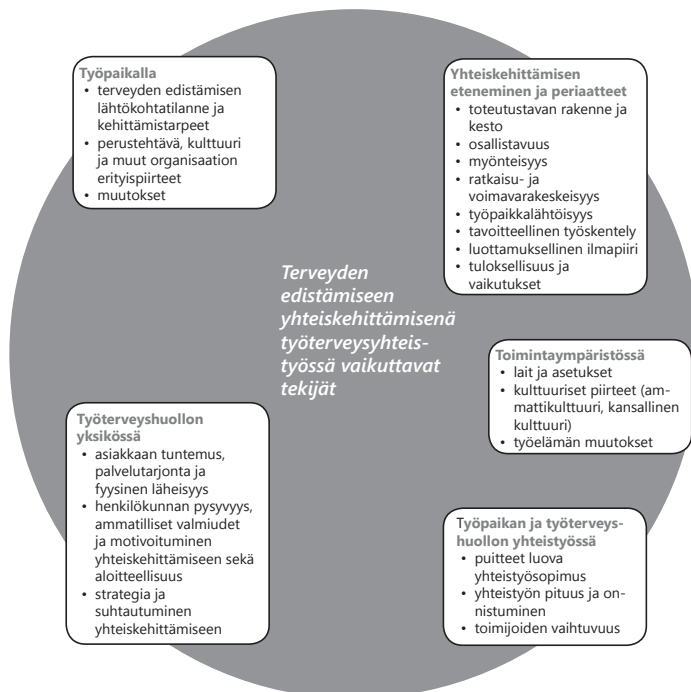 Työpaikalla
• terveyden edistämisen
lähtökohtatilanne ja
kehittämistarpeet
• perustehtävä, kulttuuri
ja muut organisaation
erityispiirteet
• muutokset
Yhteiskehittämisen
eteneminen ja periaatteet
• toteutustavan rakenne ja
kesto
• osallistavuus
• myönteisyys
• ratkaisu- ja
voimavarakeskeisyys
• työpaikkalähtöisyys
• tavoitteellinen työskentely
• luottamuksellinen ilmapiiri
• tuloksellisuus ja
vaikutukset
Terveyden
edistämiseen
yhteiskehittämisenä
työterveysyhteis-
työssä vaikuttavat
tekijät
Toimintaympäristössä
• lait ja asetukset
• kulttuuriset piirteet (am-
mattikulttuuri, kansallinen
kulttuuri)
• työelämän muutokset
Työterveyshuollon
yksikössä
• asiakkaan tuntemus,
palvelutarjonta ja
fyysinen läheisyys
• henkilökunnan pysyvyys,
ammatilliset valmiudet
ja motivoituminen
yhteiskehittämiseen sekä
aloitteellisuus
• strategia ja
suhtautuminen
yhteiskehittämiseen
Työpaikan ja työterveys-
huollon yhteistyössä
• puitteet luova
yhteistyösopimus
• yhteistyön pituus ja on-
nistuminen
• toimijoiden vaihtuvuus